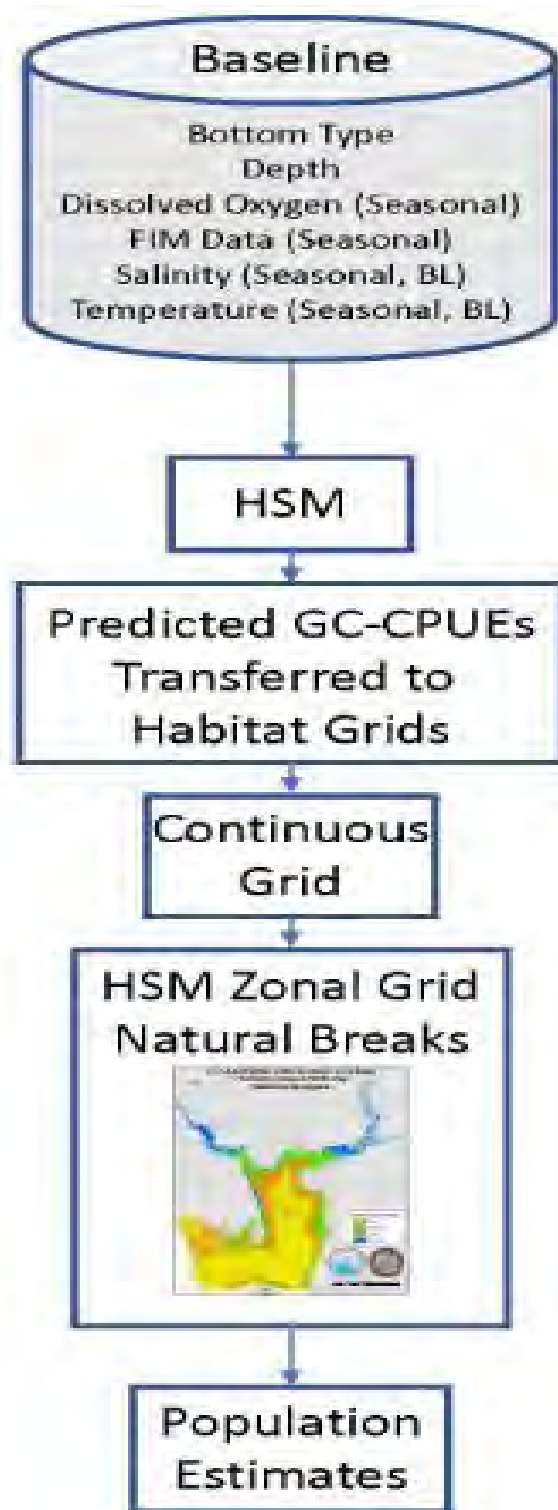 Baseline
Bottom Type
Depth
Dissolved Oxygen (Seasonal)
FIM Data (Seasonal)
Salinity (Seasonal, BL)
Temperature (Seasonal, BL)
HSM
Predicted GC-CPUEs
Transferred to
Habitat Grids
Continuous
Grid
HSM Zonal Grid
Natural Breaks
Population
Estimates